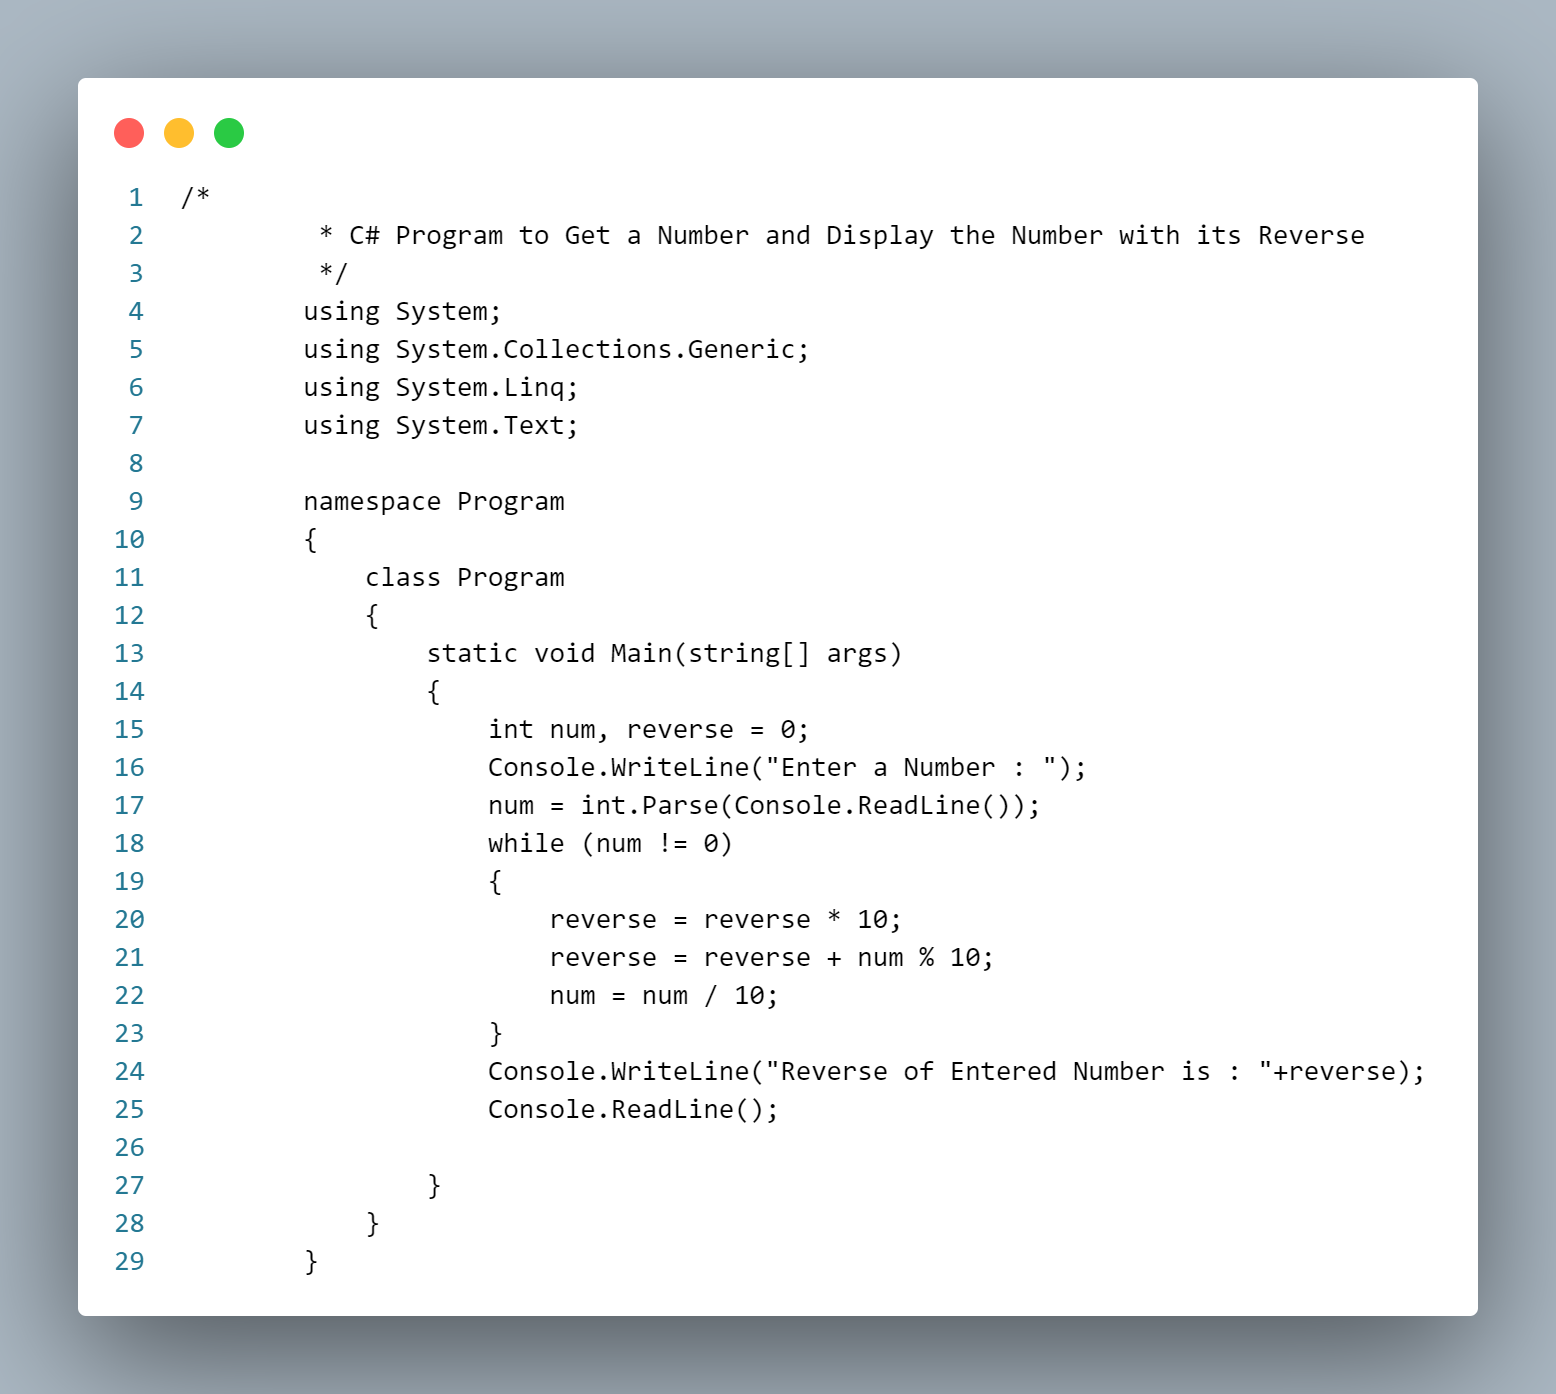 1 /*
2          * C# Program to Get a Number and Display the Number with its Reverse
3          */
4         using System;
5         using System.Collections.Generic;
6         using System.Linq;
7         using System.Text;
8
9         namespace Program
10         {
11             class Program
12             {
13                 static void Main(string[] args)
14                 {
15                     int num, reverse = 0;
16                     Console.WriteLine("Enter a Number : ");
17                     num = int.Parse(Console.ReadLine());
18                     while (num != 0)
19                     {
20                         reverse = reverse * 10;
21                         reverse = reverse + num % 10;
22                         num = num / 10;
23                     }
24                     Console.WriteLine("Reverse of Entered Number is : "+reverse);
25                     Console.ReadLine();
26
27                 }
28             }
29         }